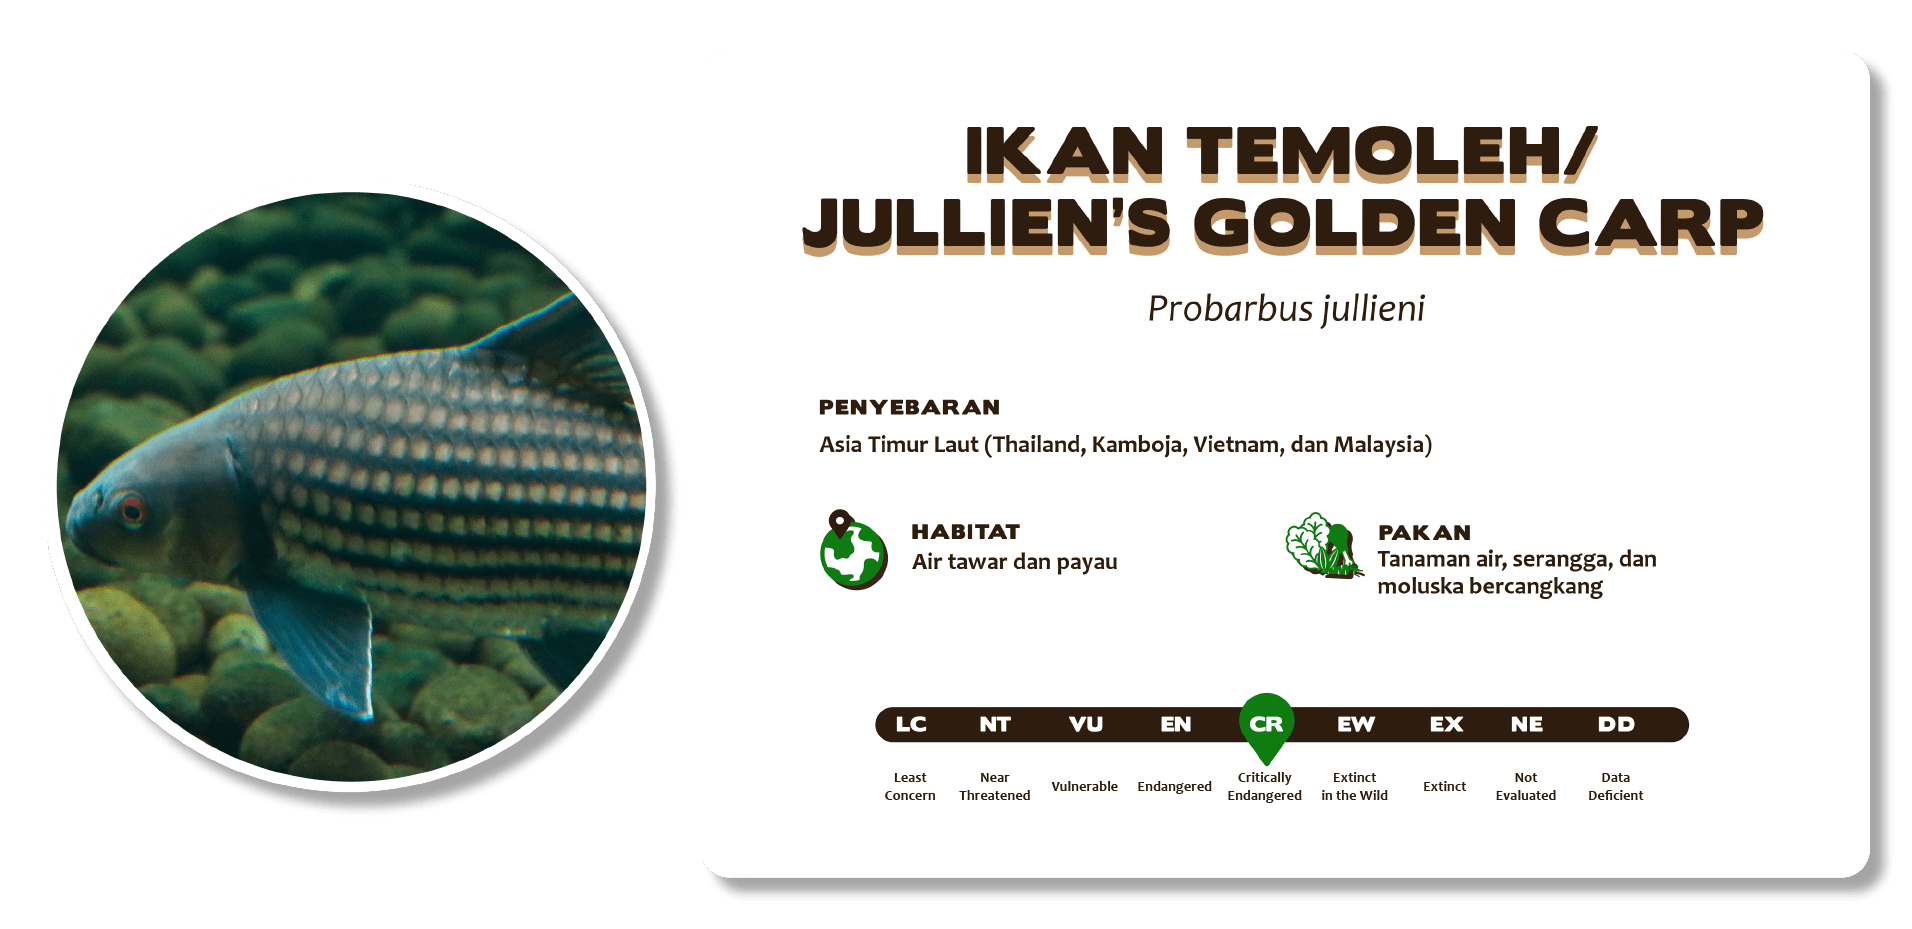 IKAN TEMOLEH/
JULLIEN'S GOLDEN CARP
Probarbus jullieni
PENYEBARAN
Asia Timur Laut (Thailand, Kamboja, Vietnam, dan Malaysia)
HABITAT
Air tawar dan payau
PAKAN
Tanaman air, serangga, dan
moluska bercangkang
LC NT VU EN CR EW EX NE DD
Least Concern Near Threatened Vulnerable Endangered Critically Endangered Extinct in the Wild Extinct Not Evaluated Data Deficient